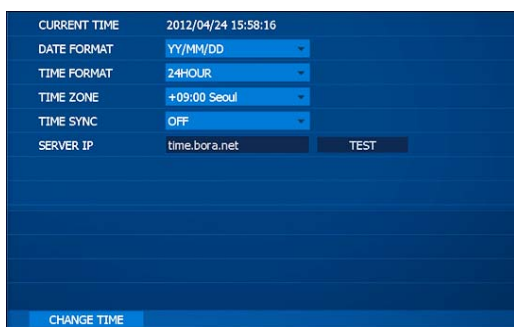 CURRENT TIME 2012/04/24 15:58:16
DATE FORMAT YY/MM/DD
TIME FORMAT 24HOUR
TIME ZONE +09:00 Seoul
TIME SYNC OFF
SERVER IP time.bora.net TEST
CHANGE TIME